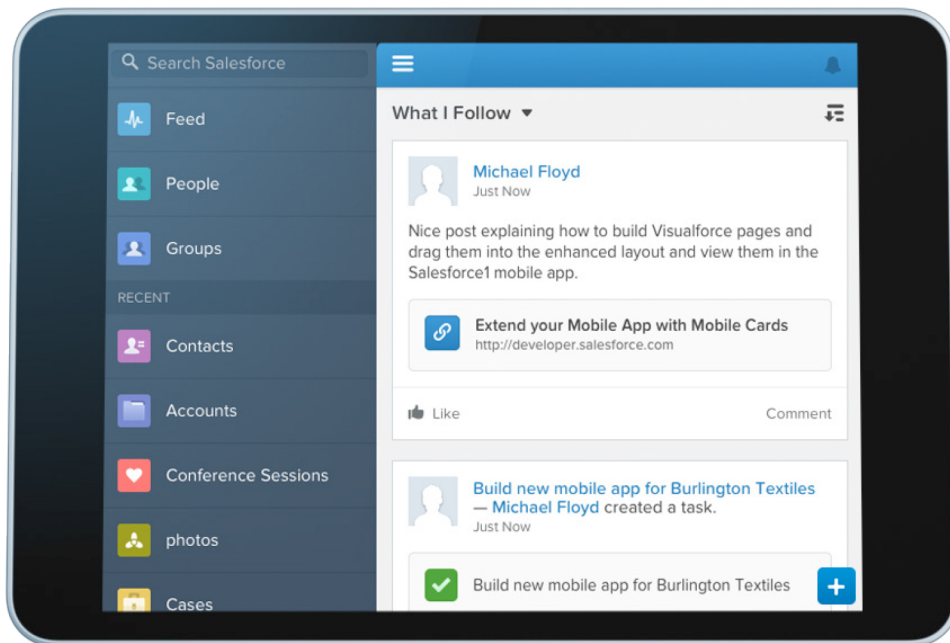 Search Salesforce
Feed
People
Groups
RECENT
Contacts
Accounts
Conference Sessions
photos
Cases
What I Follow
Michael Floyd
Just Now
Nice post explaining how to build Visualforce pages and
drag them into the enhanced layout and view them in the
Salesforce1 mobile app.
Extend your Mobile App with Mobile Cards
http://developer.salesforce.com
Like
Comment
Build new mobile app for Burlington Textiles
— Michael Floyd created a task.
Just Now
Build new mobile app for Burlington Textiles